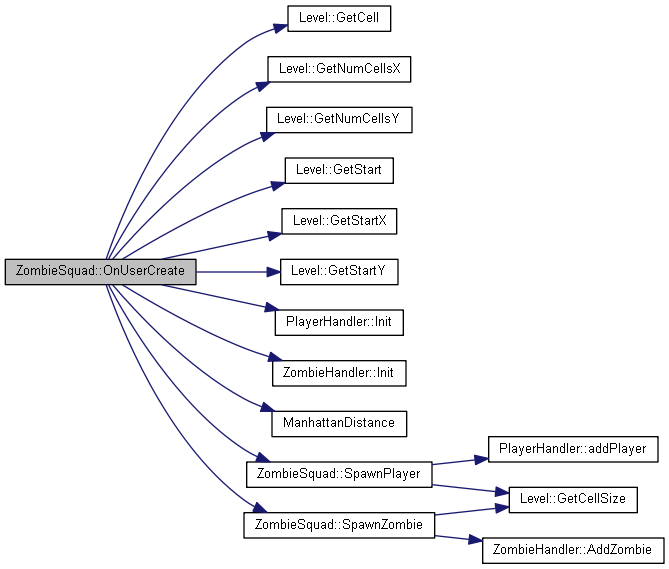 Level::GetCell
Level::GetNumCellsX
Level::GetNumCellsY
Level::GetStart
Level::GetStartX
ZombieSquad::OnUserCreate
Level::GetStartY
PlayerHandler::Init
ZombieHandler::Init
ManhattanDistance
ZombieSquad::SpawnPlayer
PlayerHandler::addPlayer
Level::GetCellSize
ZombieSquad::SpawnZombie
ZombieHandler::AddZombie